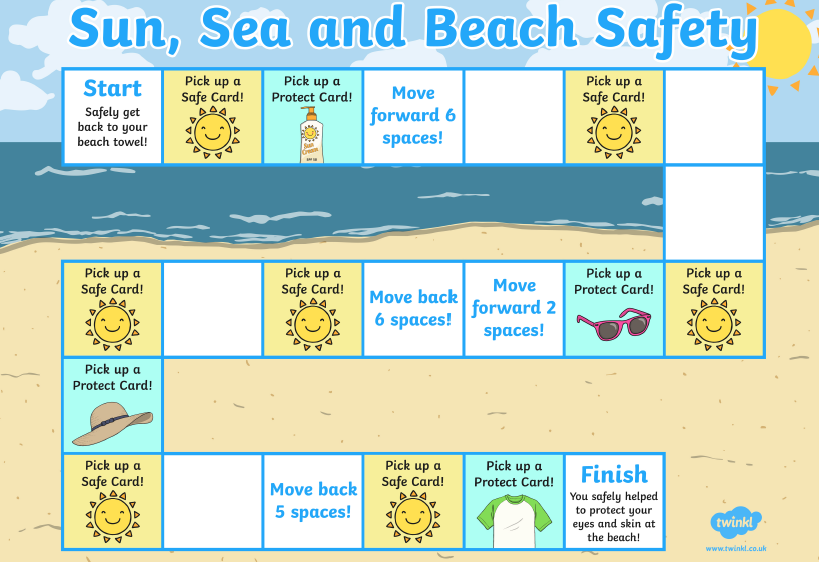 Sun, Sea and Beach Safety
Start
Safely get
back to your
beach towel!
Pick up a
Safe Card!
Pick up a
Protect Card!
Sun
Cream
SPF 50
Move
forward 6
spaces!
Pick up a
Safe Card!
Pick up a
Safe Card!
Pick up a
Safe Card!
Move back
6 spaces!
Move
forward 2
spaces!
Pick up a
Protect Card!
Pick up a
Safe Card!
Pick up a
Protect Card!
Pick up a
Safe Card!
Move back
5 spaces!
Pick up a
Safe Card!
Pick up a
Protect Card!
Finish
You safely helped
to protect your
eyes and skin at
the beach!
twinkl
www.twinkl.co.uk